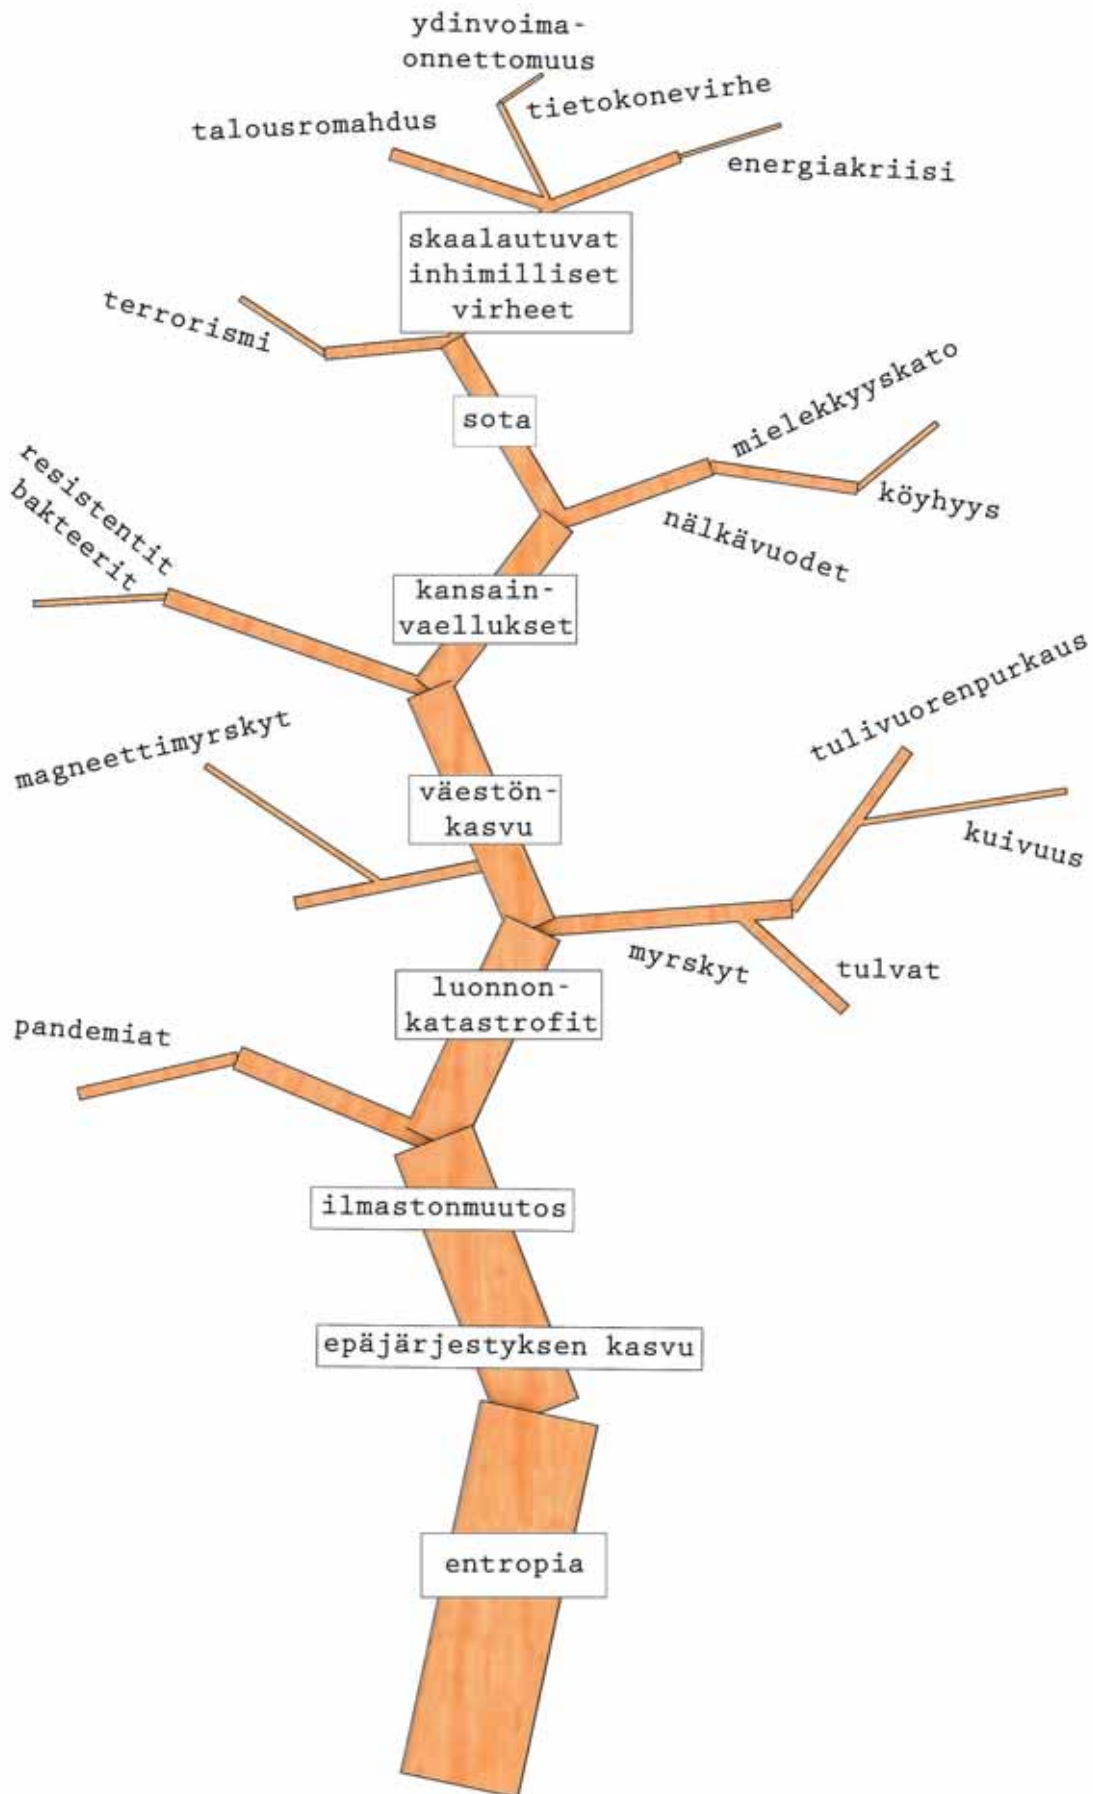 ydinvoima-
onnettomuus
tietokonevirhe
talousromahdus
energiakriisi
skaalautuvat
inhimilliset
virheet
terrorismi
sota
mielekkyyskato
köyhyys
nälkävuodet
resistentit
bakteerit
kansain-
vaellukset
tulivuorenpurkaus
magneettimyrskyt
väestön-
kasvu
kuivuus
myrskyt
tulvat
luonnon-
katastrofit
pandemiat
ilmastonmuutos
epäjärjestyksen kasvu
entropia